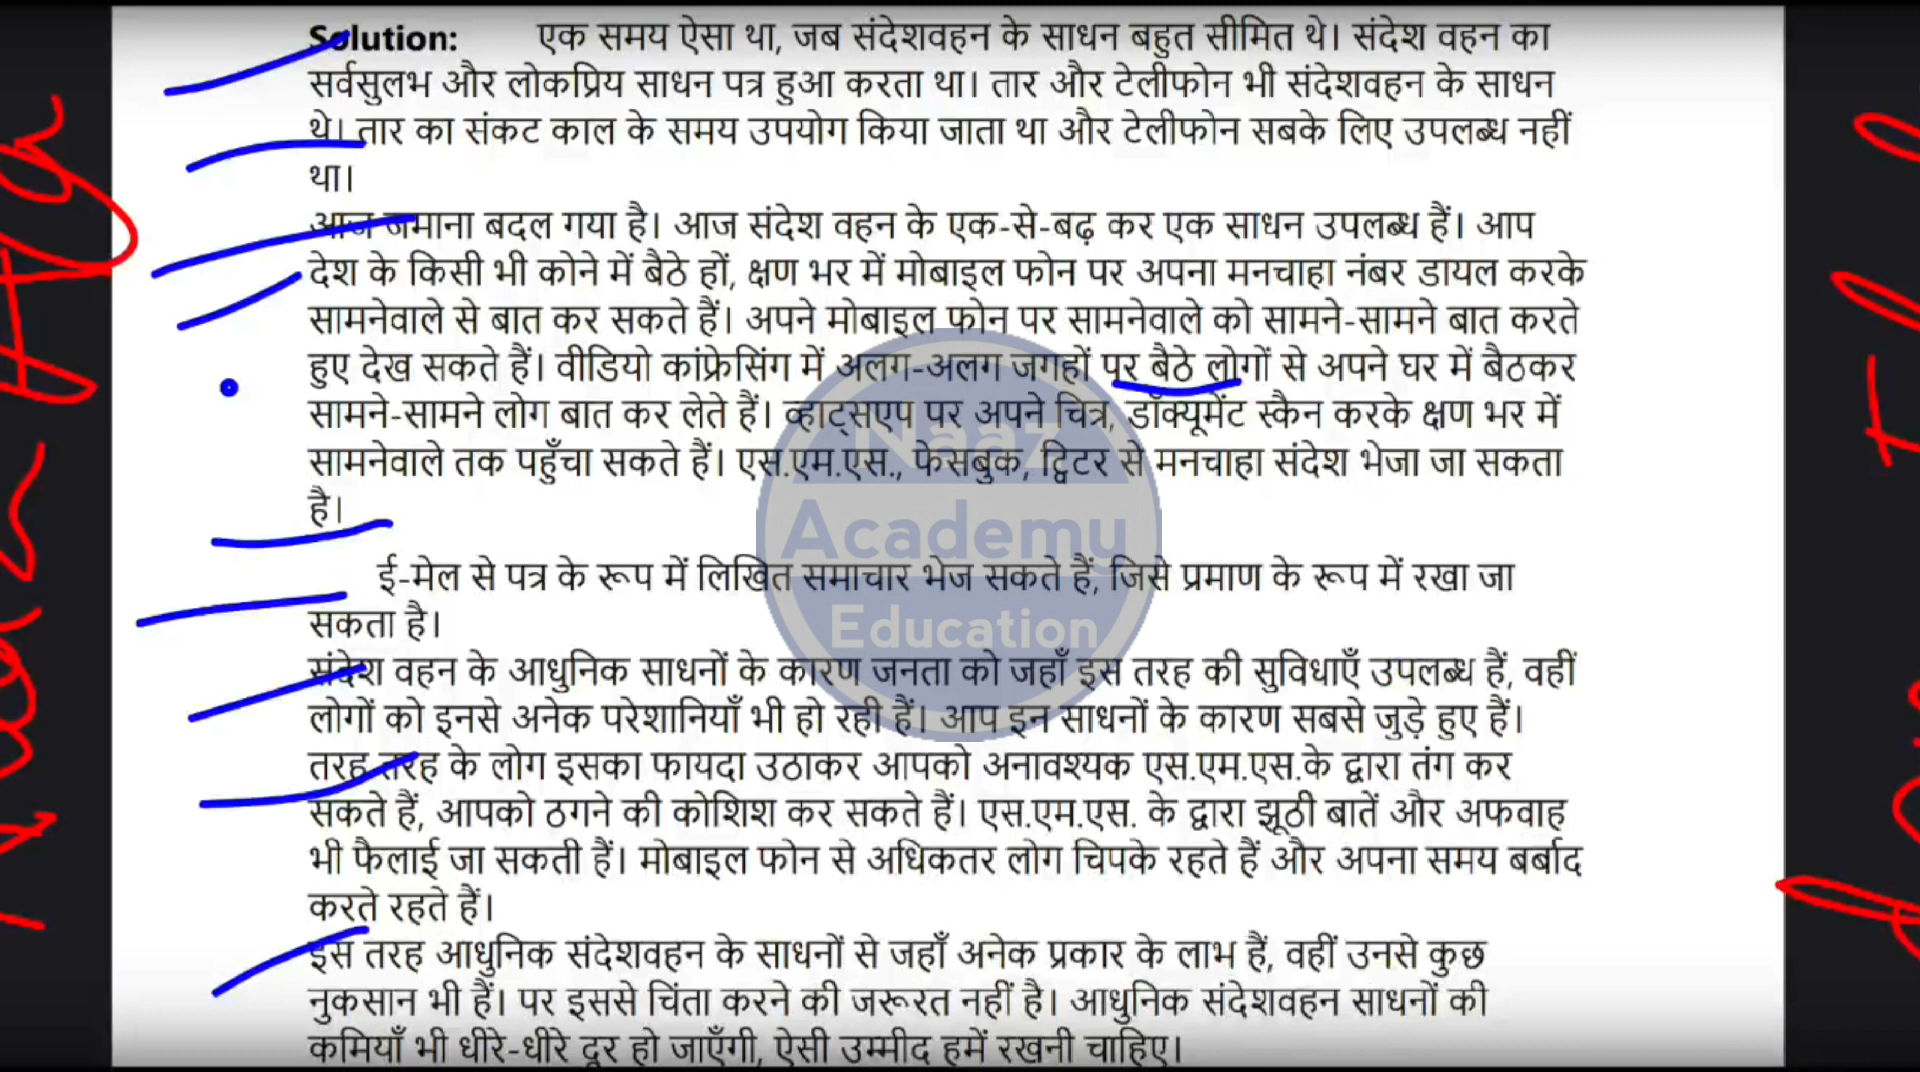 Solution: एक समय ऐसा था, जब संदेशवहन के साधन बहुत सीमित थे। संदेश वहन का
सर्वसुलभ और लोकप्रिय साधन पत्र हुआ करता था। तार और टेलीफोन भी संदेशवहन के साधन
थे। तार का संकट काल के समय उपयोग किया जाता था और टेलीफोन सबके लिए उपलब्ध नहीं
था।
आज जमाना बदल गया है। आज संदेश वहन के एक-से-बढ़ कर एक साधन उपलब्ध हैं। आप
देश के किसी भी कोने में बैठे हों, क्षण भर में मोबाइल फोन पर अपना मनचाहा नंबर डायल करके
सामनेवाले से बात कर सकते हैं। अपने मोबाइल फोन पर सामनेवाले को सामने-सामने बात करते
हुए देख सकते हैं। वीडियो कांफ्रेसिंग में अलग-अलग जगहों पर बैठे लोगों से अपने घर में बैठकर
सामने-सामने लोग बात कर लेते हैं। व्हाट्सएप पर अपने चित्र, डॉक्यूमेंट स्कैन करके क्षण भर में
सामनेवाले तक पहुँचा सकते हैं। एस.एम.एस., फेसबुक, ट्विटर से मनचाहा संदेश भेजा जा सकता
है।
ई-मेल से पत्र के रूप में लिखित समाचार भेज सकते हैं, जिसे प्रमाण के रूप में रखा जा
सकता है।
संदेश वहन के आधुनिक साधनों के कारण जनता को जहाँ इस तरह की सुविधाएँ उपलब्ध हैं, वहीं
लोगों को इनसे अनेक परेशानियाँ भी हो रही हैं। आप इन साधनों के कारण सबसे जुड़े हुए हैं।
तरह तरह के लोग इसका फायदा उठाकर आपको अनावश्यक एस.एम.एस.के द्वारा तंग कर
सकते हैं, आपको ठगने की कोशिश कर सकते हैं। एस.एम.एस. के द्वारा झूठी बातें और अफवाह
भी फैलाई जा सकती हैं। मोबाइल फोन से अधिकतर लोग चिपके रहते हैं और अपना समय बर्बाद
करते रहते हैं।
इस तरह आधुनिक संदेशवहन के साधनों से जहाँ अनेक प्रकार के लाभ हैं, वहीं उनसे कुछ
नुकसान भी हैं। पर इससे चिंता करने की जरूरत नहीं है। आधुनिक संदेशवहन साधनों की
कमियाँ भी धीरे-धीरे दूर हो जाएँगी, ऐसी उम्मीद हमें रखनी चाहिए।
Naaz
Academy
Education